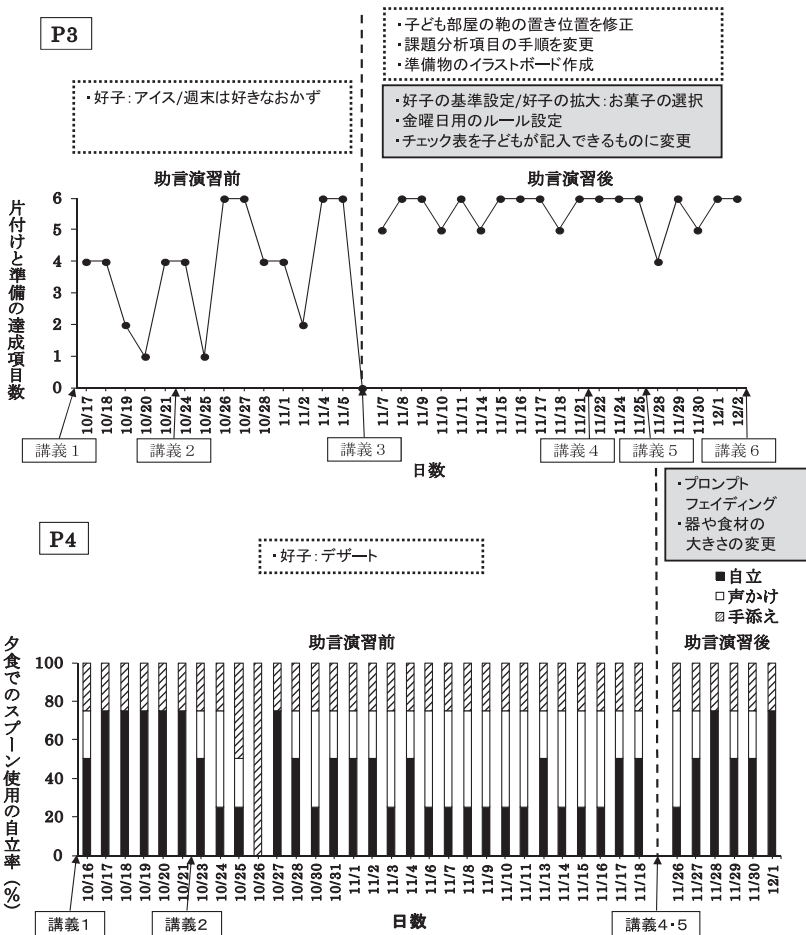 P3
・好子：アイス/週末は好きなおかず
・子ども部屋の鞄の置き位置を修正
・課題分析項目の手順を変更
・準備物のイラストボード作成
・好子の基準設定/好子の拡大：お菓子の選択
・金曜日用のルール設定
・チェック表を子どもが記入できるものに変更
助言演習前
助言演習後
片付けと準備の達成項目数
6
5
4
3
2
1
0
10/17
10/18
10/19
10/20
10/21
10/24
10/25
10/26
10/27
10/28
11/1
11/2
11/4
11/5
11/7
11/8
11/9
11/10
11/11
11/14
11/15
11/16
11/17
11/18
11/21
11/22
11/24
11/25
11/28
11/29
11/30
12/1
12/2
講義1
講義2
講義3
講義4
講義5
講義6
日数
P4
・好子：デザート
・プロンプト
フェイディング
・器や食材の
大きさの変更
■自立
□声かけ
手添え
助言演習前
助言演習後
夕食でのスプーン使用の自立率（%）
100
80
60
40
20
0
10/16
10/17
10/18
10/19
10/20
10/21
10/23
10/24
10/25
10/26
10/27
10/28
10/30
10/31
11/1
11/2
11/3
11/4
11/6
11/7
11/8
11/9
11/10
11/11
11/13
11/14
11/15
11/16
11/17
11/18
11/26
11/27
11/28
11/29
11/30
12/1
講義1
講義2
日数
講義4・5